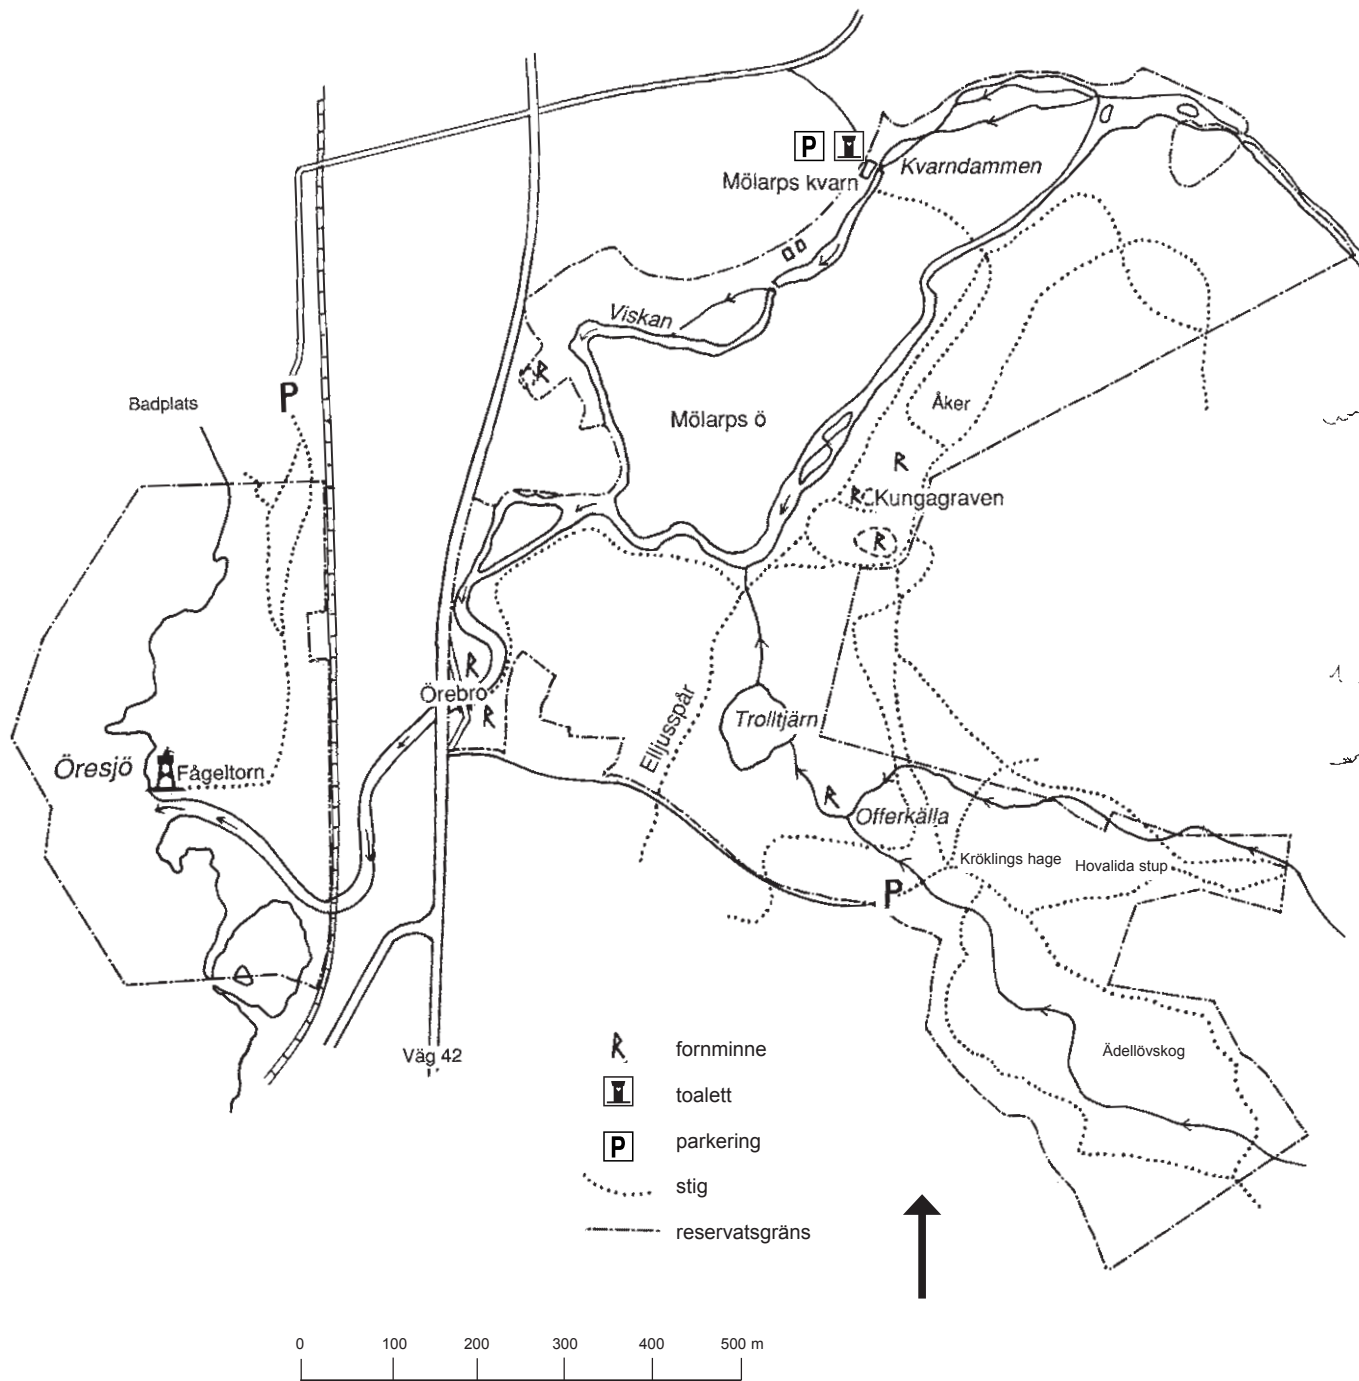 P
Kvarndammen
Mölarps kvarn
Viskan
R
P
Badplats
Åker
Mölarps ö
R
R Kungagraven
R
R
Örebro
R
Elljusspår
Trolltjärn
Öresjö
Fågeltorn
R
Offerkälla
Kröklings hage
Hovalida stup
P
Väg 42
Ädellövskog
R fornminne
toalett
P parkering
stig
reservatsgräns
0 100 200 300 400 500 m